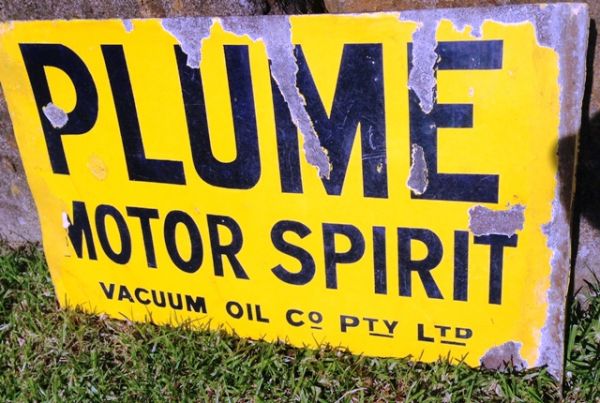 PLUME
MOTOR SPIRIT
VACUUM OIL CO PTY LTD